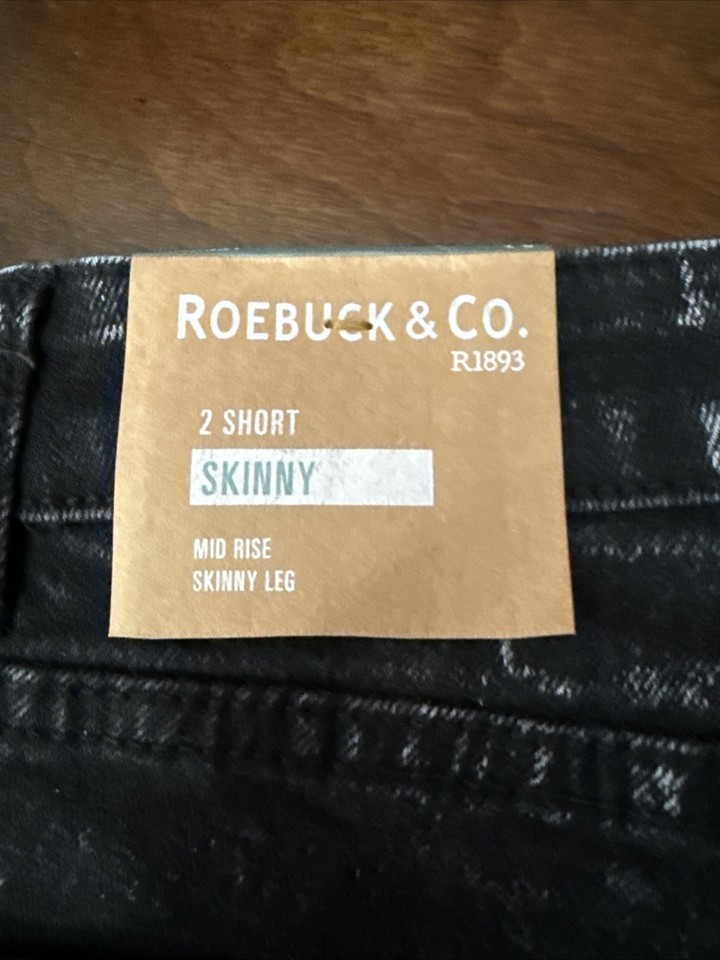 ROEBUCK & CO.
R1893
2 SHORT
SKINNY
MID RISE
SKINNY LEG